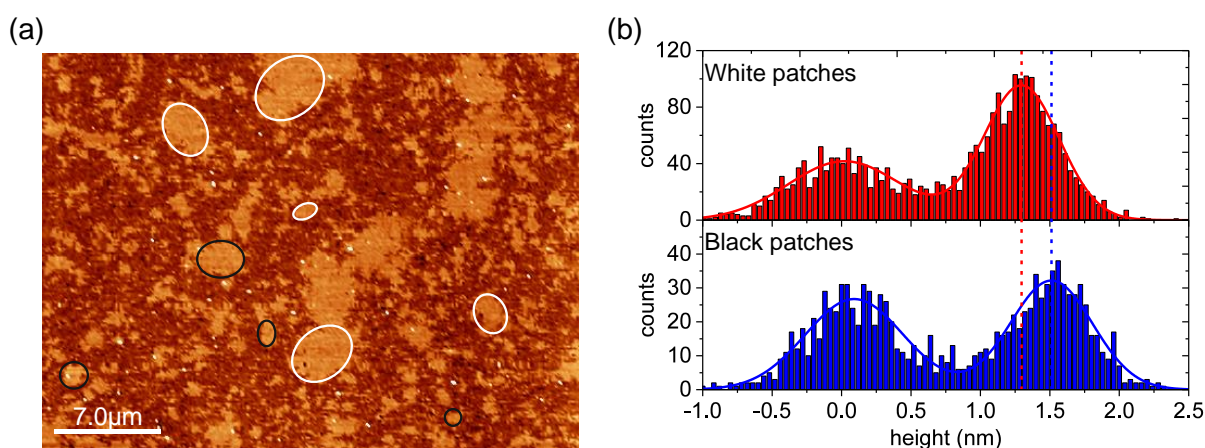 (a)
7.0μm
(b)
120
80
40
0
White patches
counts
40
30
20
10
0
Black patches
counts
-1.0 -0.5 0.0 0.5 1.0 1.5 2.0 2.5
height (nm)